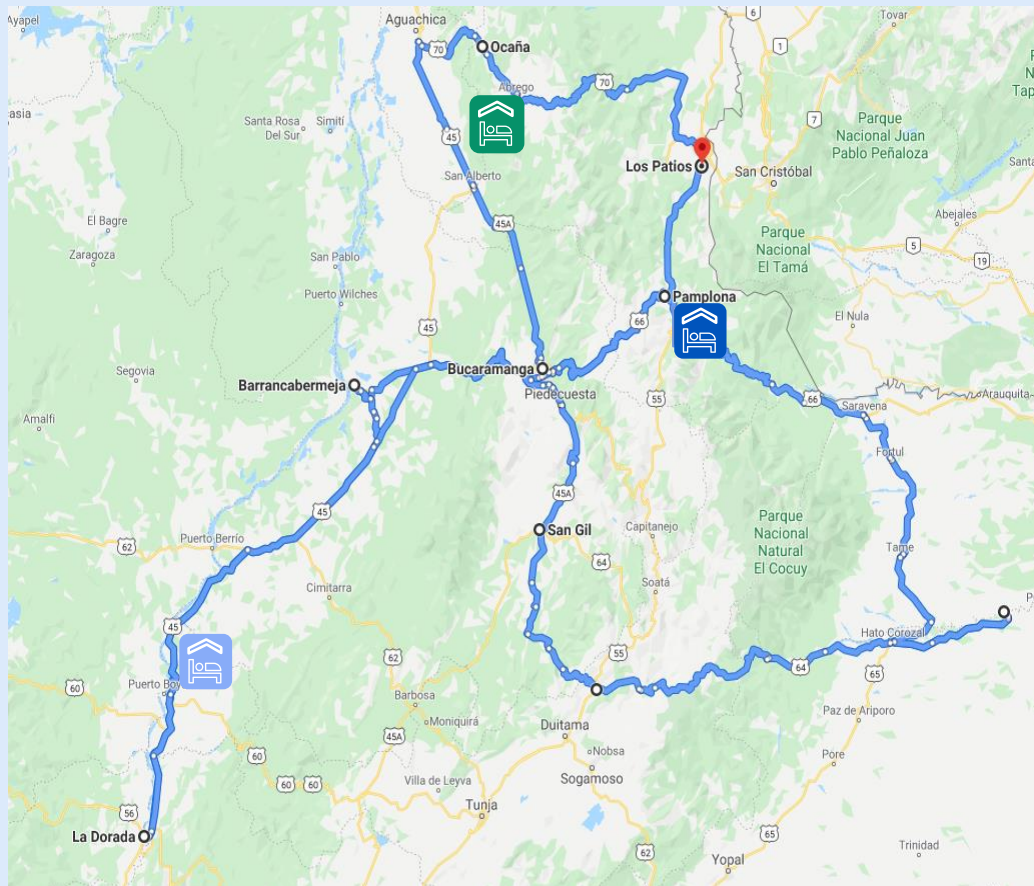 Ayapel
Aguachica
6
Tovar
70
Ocaña
1
Abrego
70
casia
Santa Rosa
Del Sur
Simití
45
7
Parque
Nacional Juan
Pablo Peñaloza
Los Patios
San Cristóbal
San Alberto
El Bagre
45A
Abejales
Zaragoza
San Pablo
Parque
Nacional
El Tamá
5
19
Puerto Wilches
Pamplona
El Nula
66
45
Segovia
Bucaramanga
Barrancabermeja
Piedecuesta
55
66
Arauquita
Saravena
Amalfi
Fortul
45A
45
San Gil
Capitanejo
Parque
Nacional
Natural
El Cocuy
62
Puerto Berrío
Tame
64
Cimitarra
Soatá
45
Hato Corozal
62
55
64
65
60
Puerto Boy
Barbosa
Moniquirá
Duitama
Paz de Ariporo
45A
Nobsa
60
Pore
Sogamoso
60
60
Villa de Leyva
56
Tunja
La Dorada
65
Trinidad
62
Yopal